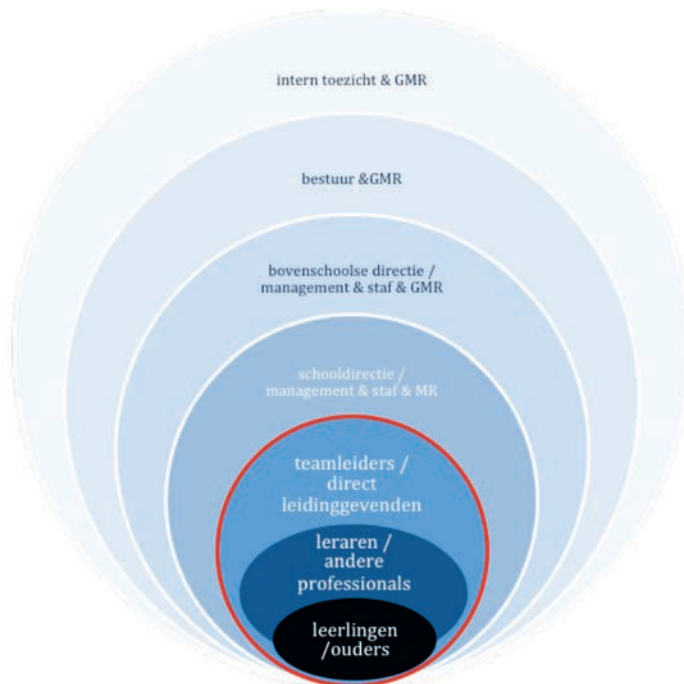 intern toezicht & GMR
bestuur &GMR
bovenschoolse directie /
management & staf & GMR
schooldirectie /
management & staf & MR
teamleiders /
direct
leidinggevenden
leraren /
andere
professionals
leerlingen
/ouders